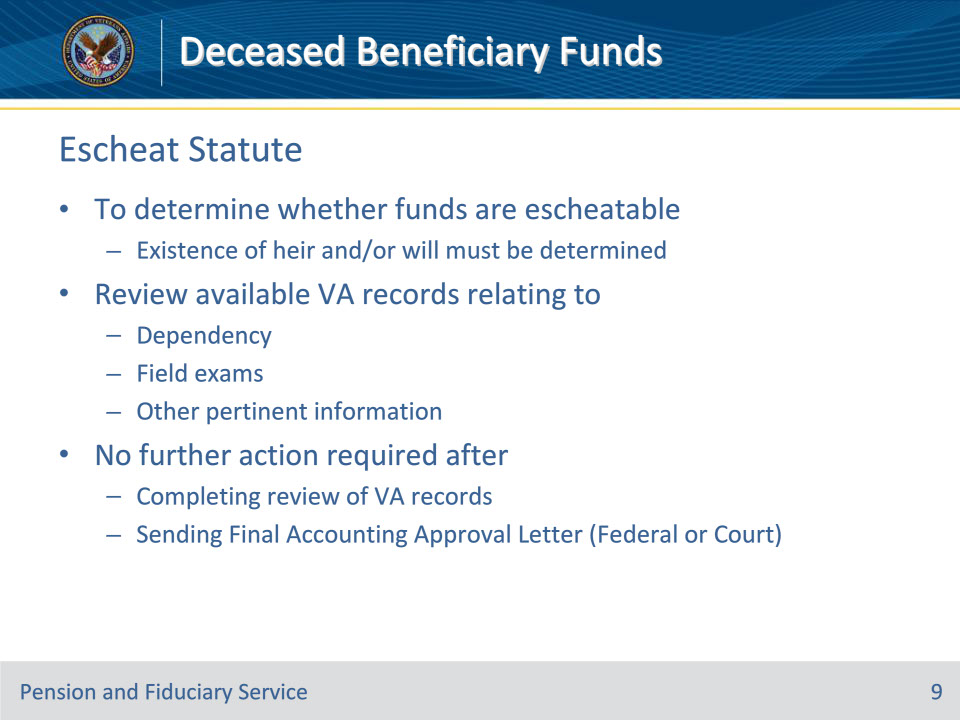 Deceased Beneficiary Funds
Escheat Statute
• To determine whether funds are escheatable
– Existence of heir and/or will must be determined
• Review available VA records relating to
– Dependency
– Field exams
– Other pertinent information
• No further action required after
– Completing review of VA records
– Sending Final Accounting Approval Letter (Federal or Court)
Pension and Fiduciary Service
9